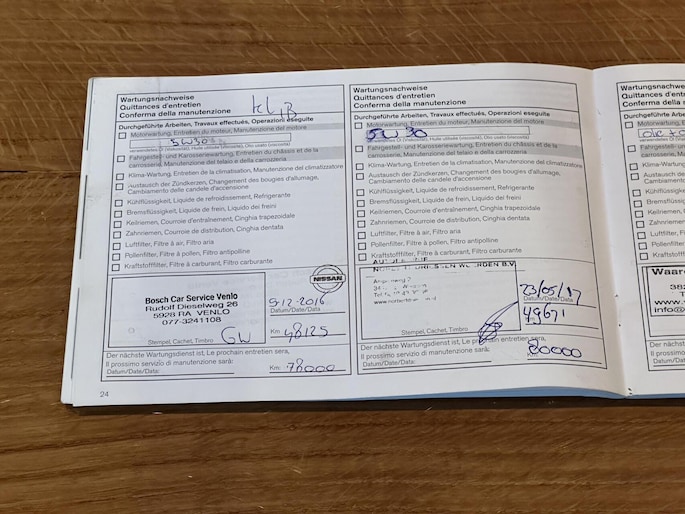 Wartungsnachweise
Quittances d'entretien
Conferma della manutenzione
Durchgeführte Arbeiten, Travaux effectués, Operazioni eseguite
Motorwartung, Entretien du moteur, Manutenzione del motore
5W30
Fahrgestell- und Karosseriewartung, Entretien du châssis et de la
carrosserie, Manutenzione del telaio e della carrozzeria
Klima-Wartung, Entretien de la climatisation, Manutenzione del climatizzatore
Austausch der Zündkerzen, Changement des bougies d'allumage,
Cambiamento delle candele d'accensione
Kühlflüssigkeit, Liquide de refroidissement, Refrigerante
Bremsflüssigkeit, Liquide de frein, Liquido dei freini
Keilriemen, Courroie d'entraînement, Cinghia trapezoidale
Zahnriemen, Courroie de distribution, Cinghia dentata
Luftfilter, Filtre à air, Filtro aria
Pollenfilter, Filtre à pollen, Filtro antipolline
Kraftstofffilter, Filtre à carburant, Filtro carburante
Bosch Car Service Venlo
Rudolf Dieselweg 26
5928 RA VENLO
077-3241108
GW
Stempel, Cachet, Timbro
NISSAN
9-12-2016
Datum/Date/Data
Km: 48125
Der nächste Wartungsdienst ist, Le prochain entretien sera,
Il prossimo servizio di manutenzione sarà:
Datum/Date/Data:
Km: 78000
24
Wartungsnachweise
Quittances d'entretien
Conferma della manutenzione
Durchgeführte Arbeiten, Travaux effectués, Operazioni eseguite
Motorwartung, Entretien du moteur, Manutenzione del motore
5W30
Fahrgestell- und Karosseriewartung, Entretien du châssis et de la
carrosserie, Manutenzione del telaio e della carrozzeria
Klima-Wartung, Entretien de la climatisation, Manutenzione del climatizzatore
Austausch der Zündkerzen, Changement des bougies d'allumage,
Cambiamento delle candele d'accensione
Kühlflüssigkeit, Liquide de refroidissement, Refrigerante
Bremsflüssigkeit, Liquide de frein, Liquido dei freini
Keilriemen, Courroie d'entraînement, Cinghia trapezoidale
Zahnriemen, Courroie de distribution, Cinghia dentata
Luftfilter, Filtre à air, Filtro aria
Pollenfilter, Filtre à pollen, Filtro antipolline
Kraftstofffilter, Filtre à carburant, Filtro carburante
B.V.
23/05/17
Datum/Date/Data
49671
Stempel, Cachet, Timbro
Der nächste Wartungsdienst ist, Le prochain entretien sera,
Il prossimo servizio di manutenzione sarà:
Datum/Date/Data:
80000